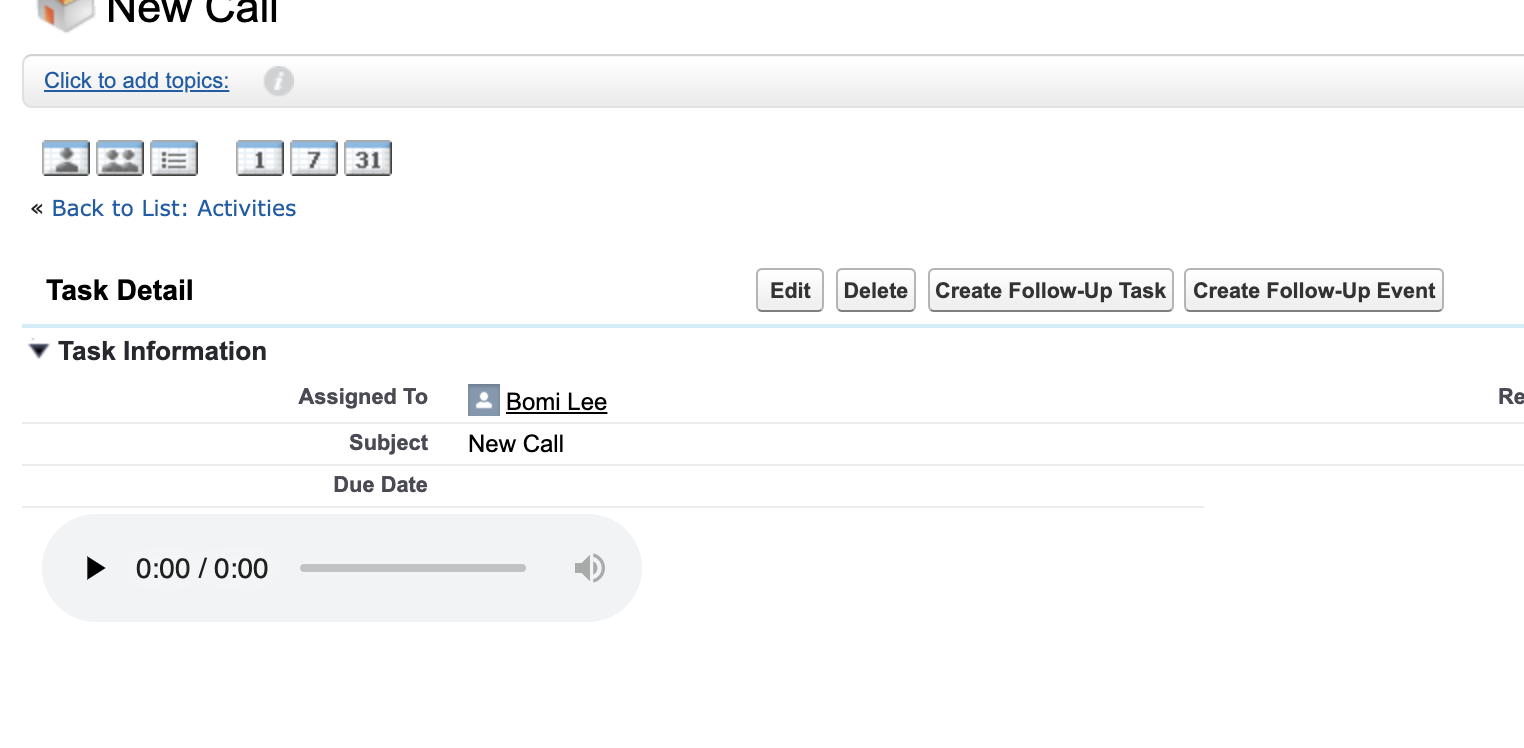 New Call
Click to add topics:
i
1 7 31
« Back to List: Activities
Task Detail Edit Delete Create Follow-Up Task Create Follow-Up Event
Task Information
Assigned To Bomi Lee Re
Subject New Call
Due Date
0:00 / 0:00